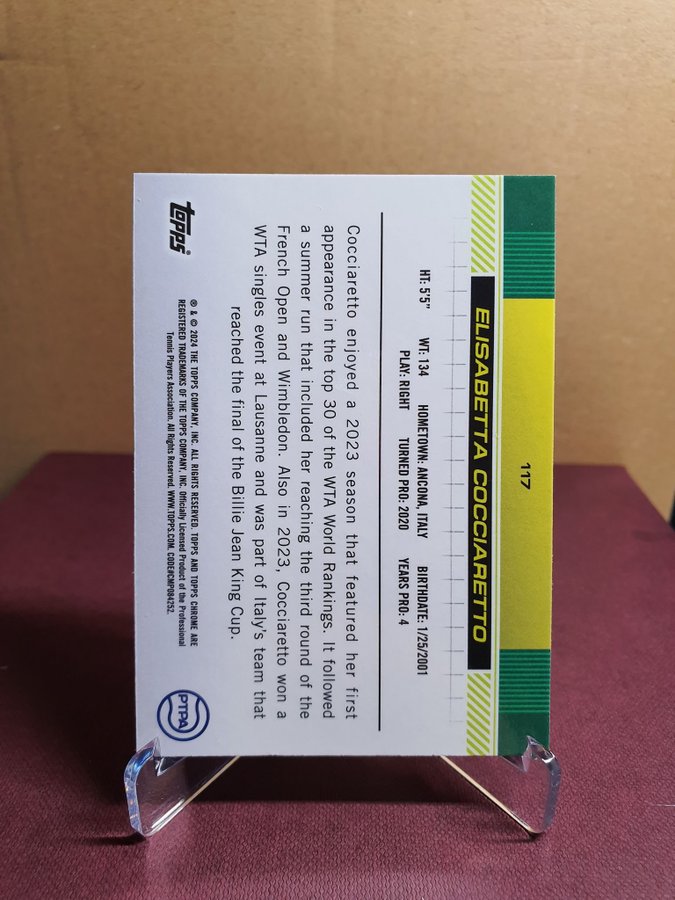 117
ELISABETTA COCCIARETTO
HT: 5'5" WT: 134 HOMETOWN: ANCONA, ITALY BIRTHDATE: 1/25/2001
PLAY: RIGHT TURNED PRO: 2020 YEARS PRO: 4
Cocciaretto enjoyed a 2023 season that featured her first
appearance in the top 30 of the WTA World Rankings. It followed
a summer run that included her reaching the third round of the
French Open and Wimbledon. Also in 2023, Cocciaretto won a
WTA singles event at Lausanne and was part of Italy's team that
reached the final of the Billie Jean King Cup.
topps®
® & © 2024 THE TOPPS COMPANY, INC. ALL RIGHTS RESERVED. TOPPS AND TOPPS CHROME ARE
REGISTERED TRADEMARKS OF THE TOPPS COMPANY, INC. Officially Licensed Product of the Professional
Tennis Players Association. All Rights Reserved. WWW.TOPPS.COM. CODE#CMP084252.
PTPA